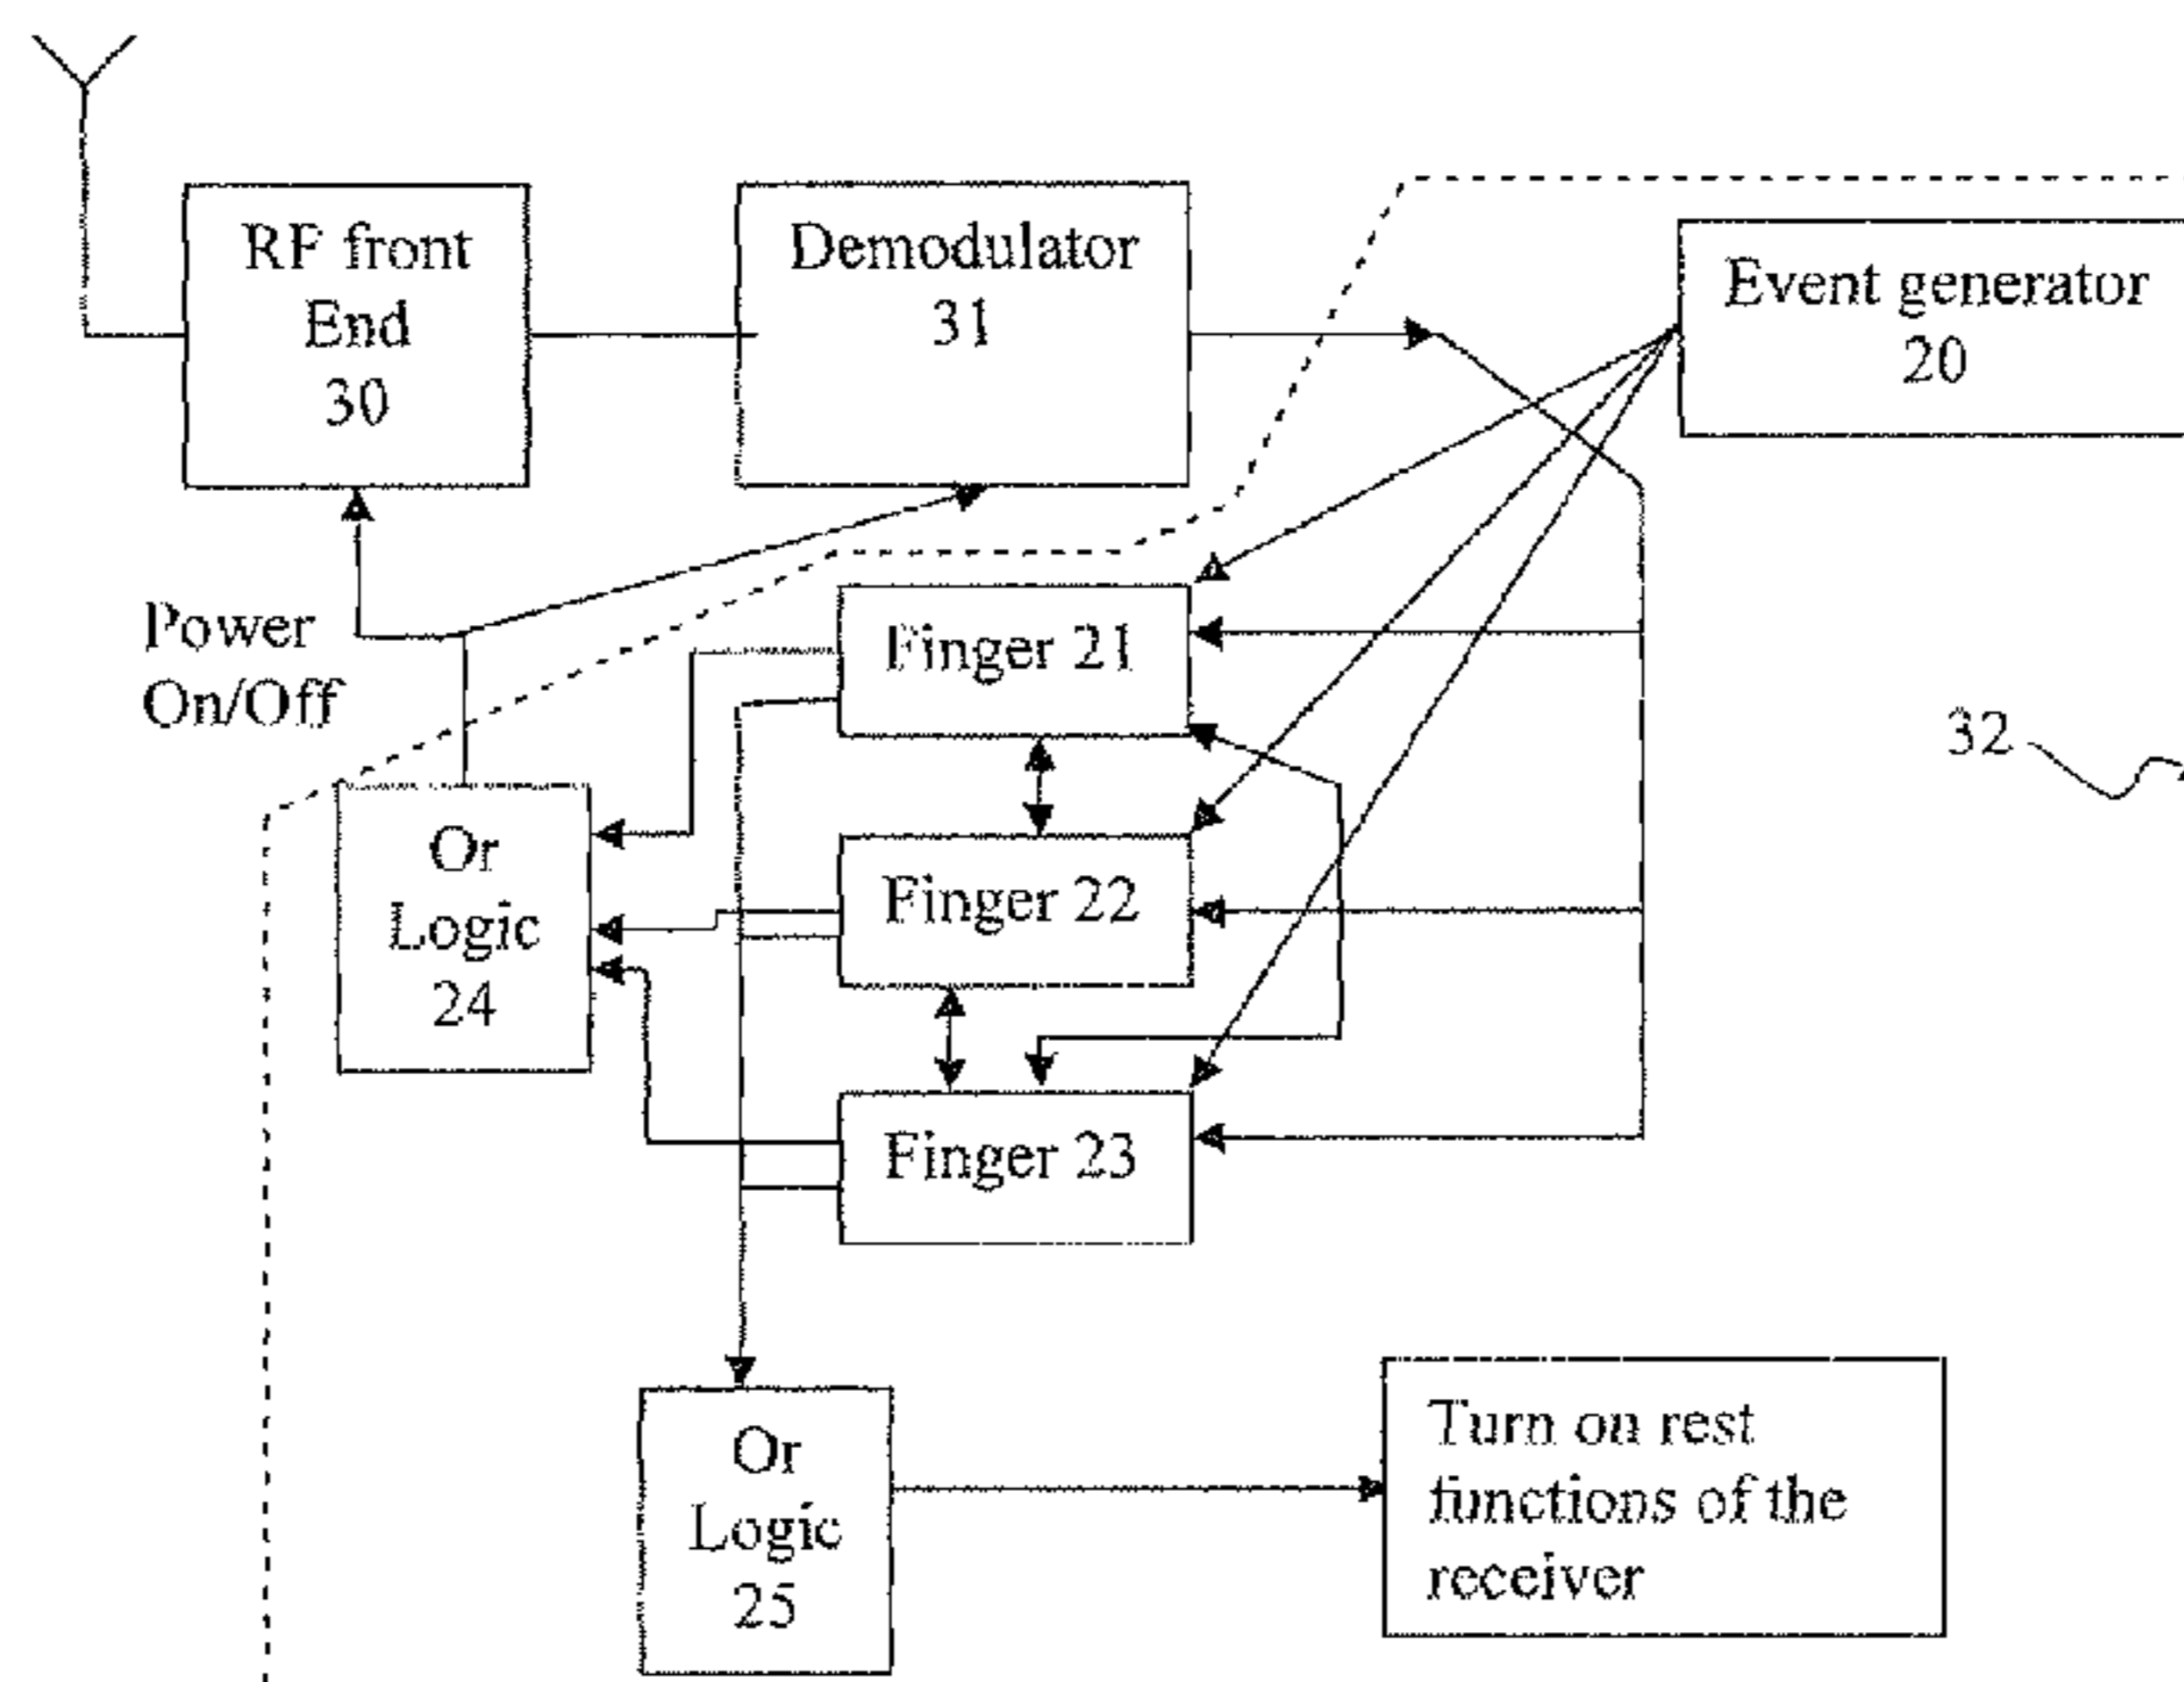 RF front
End
30
Demodulator
31
Event generator
20
Power
On/Off
Finger 21
32
Or
Logic
24
Finger 22
Finger 23
Or
Logic
25
Turn on rest
functions of the
receiver